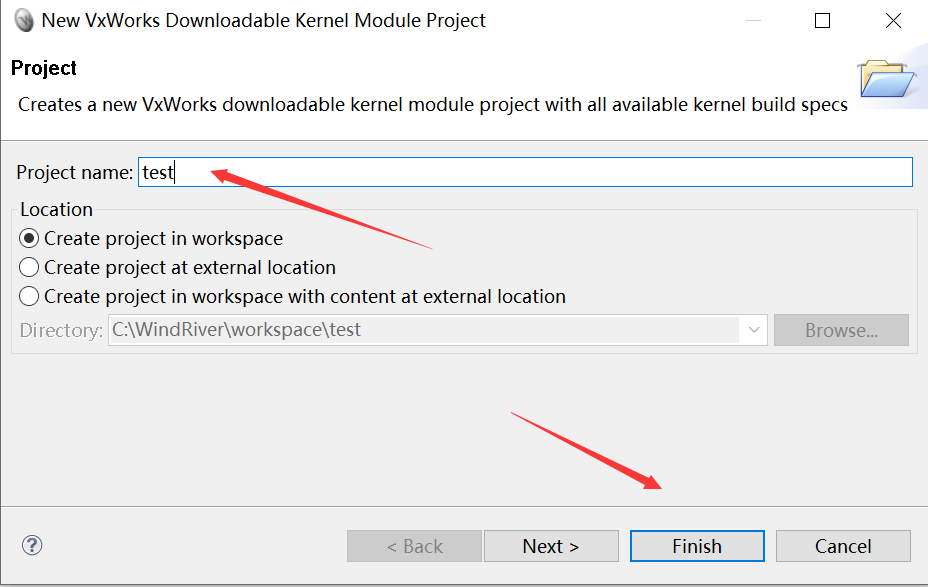 New VxWorks Downloadable Kernel Module Project
Project
Creates a new VxWorks downloadable kernel module project with all available kernel build specs
Project name: test
Location
Create project in workspace
Create project at external location
Create project in workspace with content at external location
Directory: C:\WindRiver\workspace\test Browse...
? < Back Next > Finish Cancel